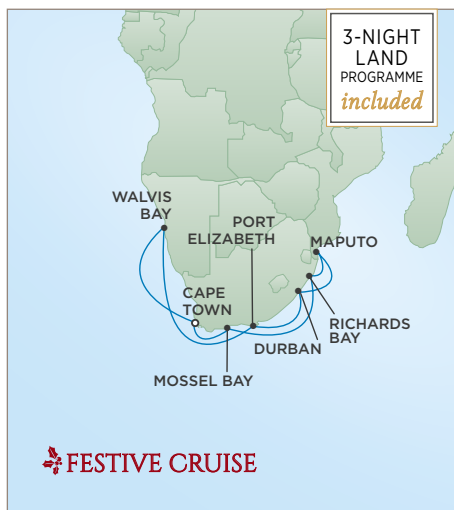 3-NIGHT
LAND
PROGRAMME
included
WALVIS
BAY
PORT
ELIZABETH
MAPUTO
CAPE
TOWN
RICHARDS
BAY
DURBAN
MOSSEL BAY
FESTIVE CRUISE